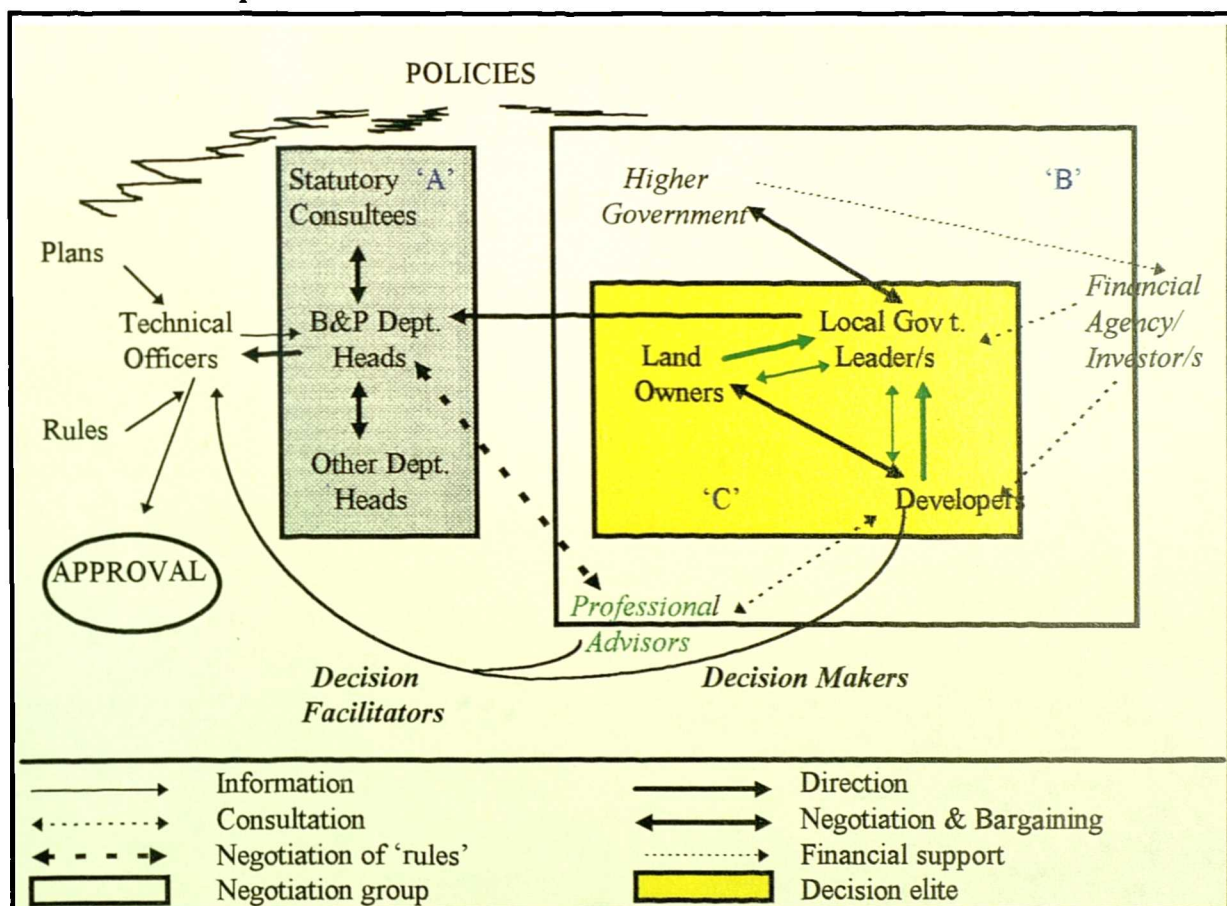 POLICIES
Statutory 'A'
Consultees
Higher
Government
'B'
Plans
Technical
Officers
B&P Dept.
Heads
Local Gov t.
Leader/s
Land
Owners
Financial
Agency/
Investor/s
Rules
Other Dept.
Heads
'C'
Developers
APPROVAL
Professional
Advisors
Decision
Facilitators
Decision Makers
Information
Consultation
Negotiation of 'rules'
Negotiation group
Direction
Negotiation & Bargaining
Financial support
Decision elite